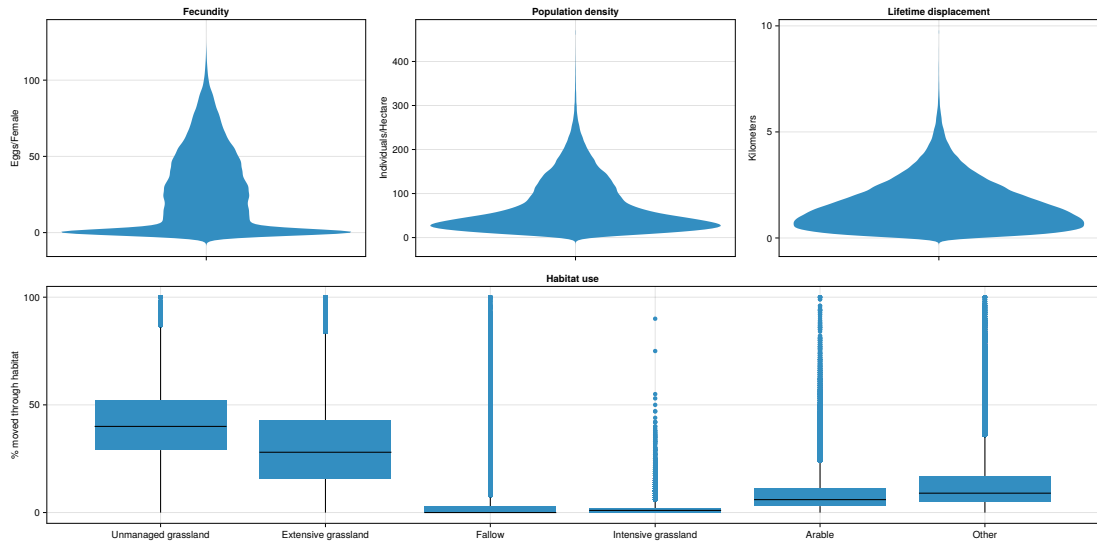 Fecundity
Population density
Lifetime displacement
Eggs/Female
100
50
0
Individuals/Hectare
400
300
200
100
0
Kilometers
10
5
0
Habitat use
% moved through habitat
100
50
0
Unmanaged grassland
Extensive grassland
Fallow
Intensive grassland
Arable
Other